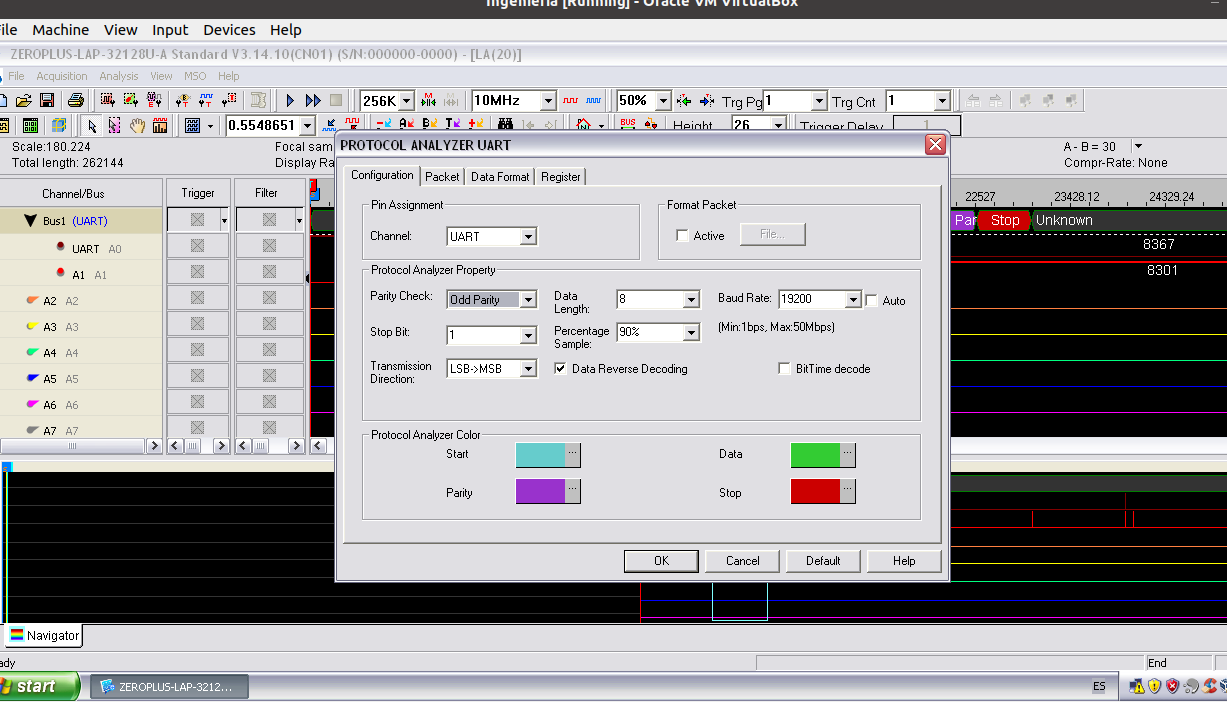 Ingenieria [Running] - Oracle VM VirtualBox
File Machine View Input Devices Help
ZEROPLUS-LAP-32128U-A Standard V3.14.10(CN01) (S/N:000000-0000) - [LA(20)]
File Acquisition Analysis View MSO Help
256K 10MHz 50% Trg Pg 1 Trg Cnt 1
0.5548651 BUS Height 26 Trigger Delay 1
Scale:180.224 Focal sam A - B = 30
Total length: 262144 Display Ra Compr-Rate: None
Channel/Bus Trigger Filter 22527 23428.12 24329.24
Bus1 (UART) Par Stop Unknown
UART A0 8367
A1 A1 8301
A2 A2
A3 A3
A4 A4
A5 A5
A6 A6
A7 A7
PROTOCOL ANALYZER UART
Configuration Packet Data Format Register
Pin Assignment Format Packet
Channel: UART Active File...
Protocol Analyzer Property
Parity Check: Odd Parity Data Length: 8 Baud Rate: 19200 Auto
Stop Bit: 1 Percentage Sample: 90% (Min:1bps, Max:50Mbps)
Transmission Direction: LSB->MSB Data Reverse Decoding BitTime decode
Protocol Analyzer Color
Start Data
Parity Stop
OK Cancel Default Help
Navigator
ady End
start ZEROPLUS-LAP-3212... ES